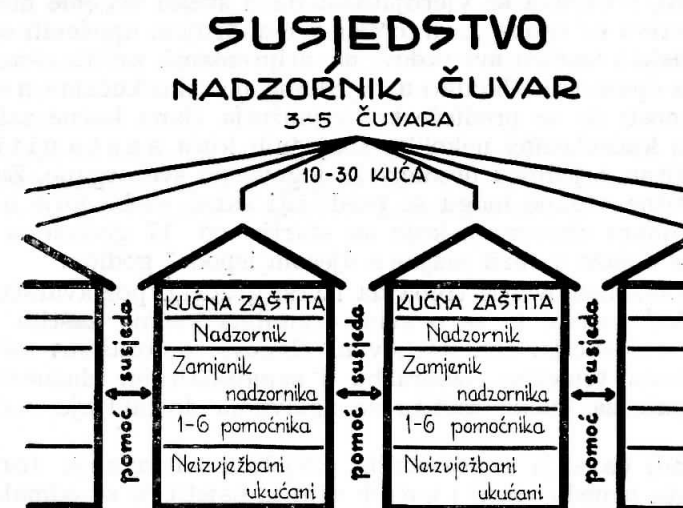 SUSJEDSTVO
NADZORNIK ČUVAR
3-5 ČUVARA
10-30 KUĆA
KUĆNA ZAŠTITA
Nadzornik
Zamjenik
nadzornika
1-6 pomoćnika
Neizvježbani
ukućani
KUĆNA ZAŠTITA
Nadzornik
Zamjenik
nadzornika
1-6 pomoćnika
Neizvježbani
ukućani
pomoć susjeda
pomoć susjeda
pomoć susjeda